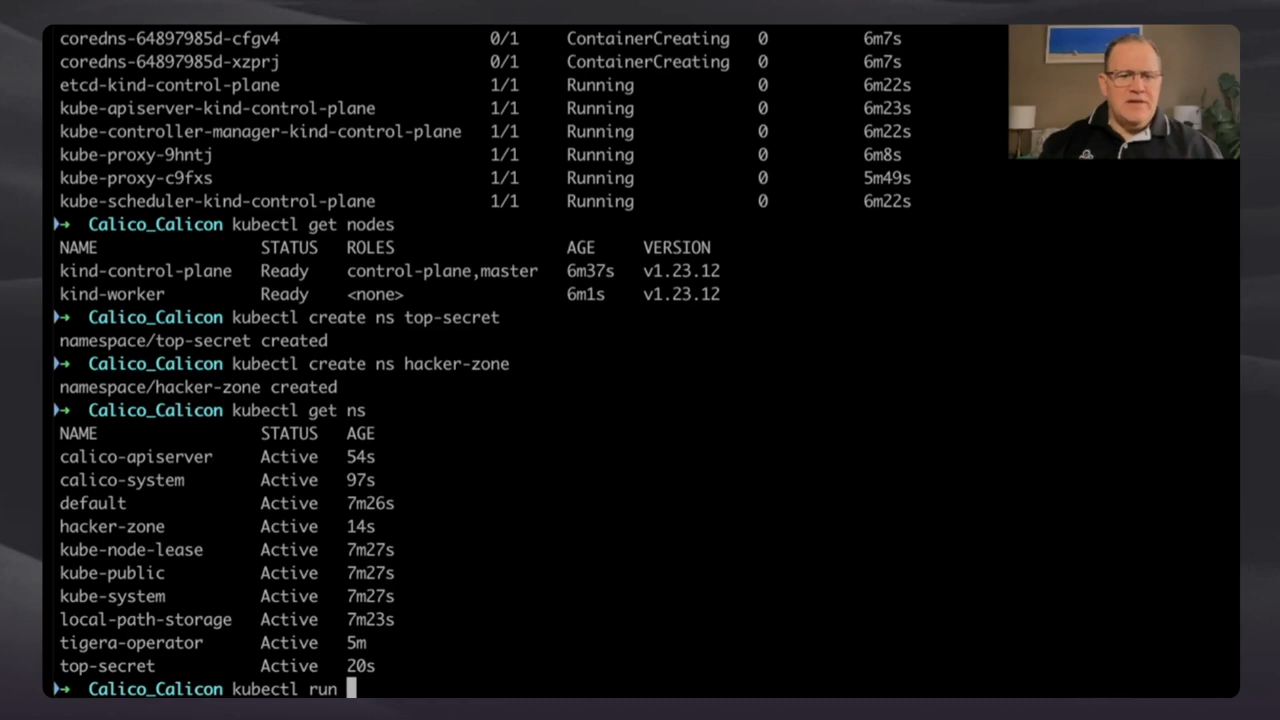 coredns-64897985d-cfgv4 0/1 ContainerCreating 0 6m7s
coredns-64897985d-xzprj 0/1 ContainerCreating 0 6m7s
etcd-kind-control-plane 1/1 Running 0 6m22s
kube-apiserver-kind-control-plane 1/1 Running 0 6m23s
kube-controller-manager-kind-control-plane 1/1 Running 0 6m22s
kube-proxy-9hntj 1/1 Running 0 6m8s
kube-proxy-c9fxs 1/1 Running 0 5m49s
kube-scheduler-kind-control-plane 1/1 Running 0 6m22s
→ Calico_Calicon kubectl get nodes
NAME STATUS ROLES AGE VERSION
kind-control-plane Ready control-plane,master 6m37s v1.23.12
kind-worker Ready <none> 6m1s v1.23.12
→ Calico_Calicon kubectl create ns top-secret
namespace/top-secret created
→ Calico_Calicon kubectl create ns hacker-zone
namespace/hacker-zone created
→ Calico_Calicon kubectl get ns
NAME STATUS AGE
calico-apiserver Active 54s
calico-system Active 97s
default Active 7m26s
hacker-zone Active 14s
kube-node-lease Active 7m27s
kube-public Active 7m27s
kube-system Active 7m27s
local-path-storage Active 7m23s
tigera-operator Active 5m
top-secret Active 20s
→ Calico_Calicon kubectl run